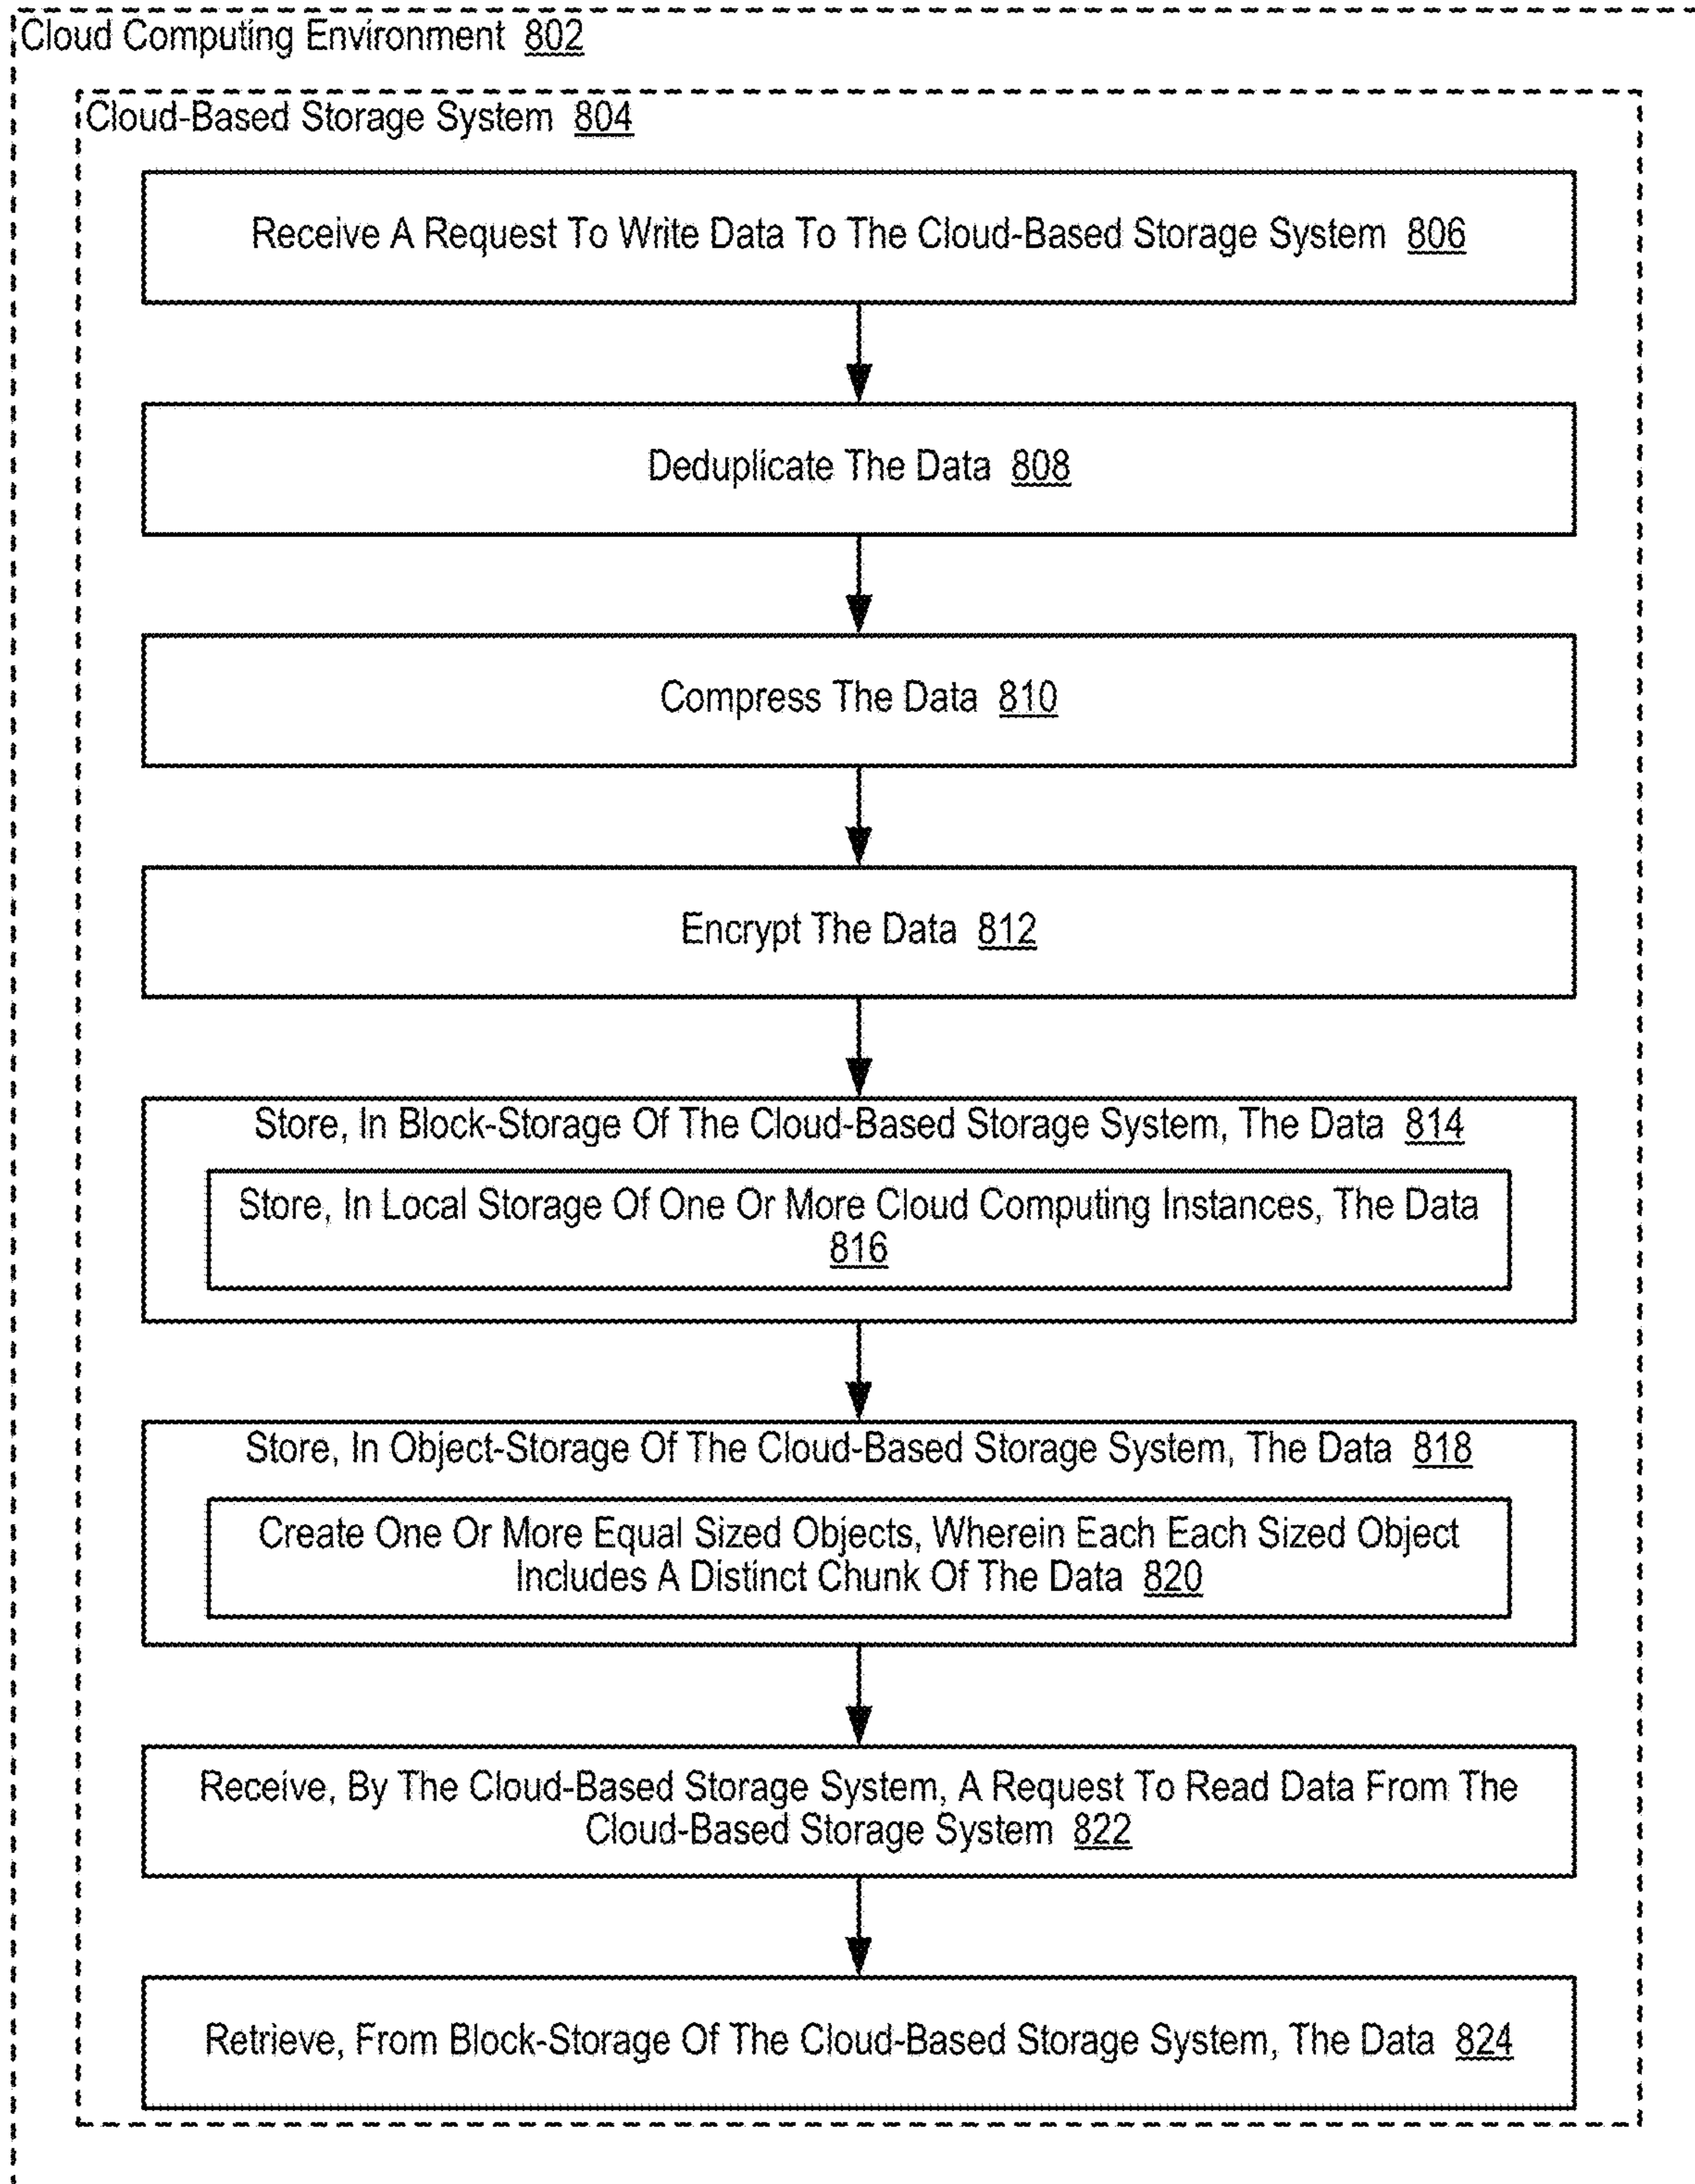 Cloud Computing Environment 802
Cloud-Based Storage System 804
Receive A Request To Write Data To The Cloud-Based Storage System 806
Deduplicate The Data 808
Compress The Data 810
Encrypt The Data 812
Store, In Block-Storage Of The Cloud-Based Storage System, The Data 814
Store, In Local Storage Of One Or More Cloud Computing Instances, The Data
816
Store, In Object-Storage Of The Cloud-Based Storage System, The Data 818
Create One Or More Equal Sized Objects, Wherein Each Each Sized Object
Includes A Distinct Chunk Of The Data 820
Receive, By The Cloud-Based Storage System, A Request To Read Data From The
Cloud-Based Storage System 822
Retrieve, From Block-Storage Of The Cloud-Based Storage System, The Data 824